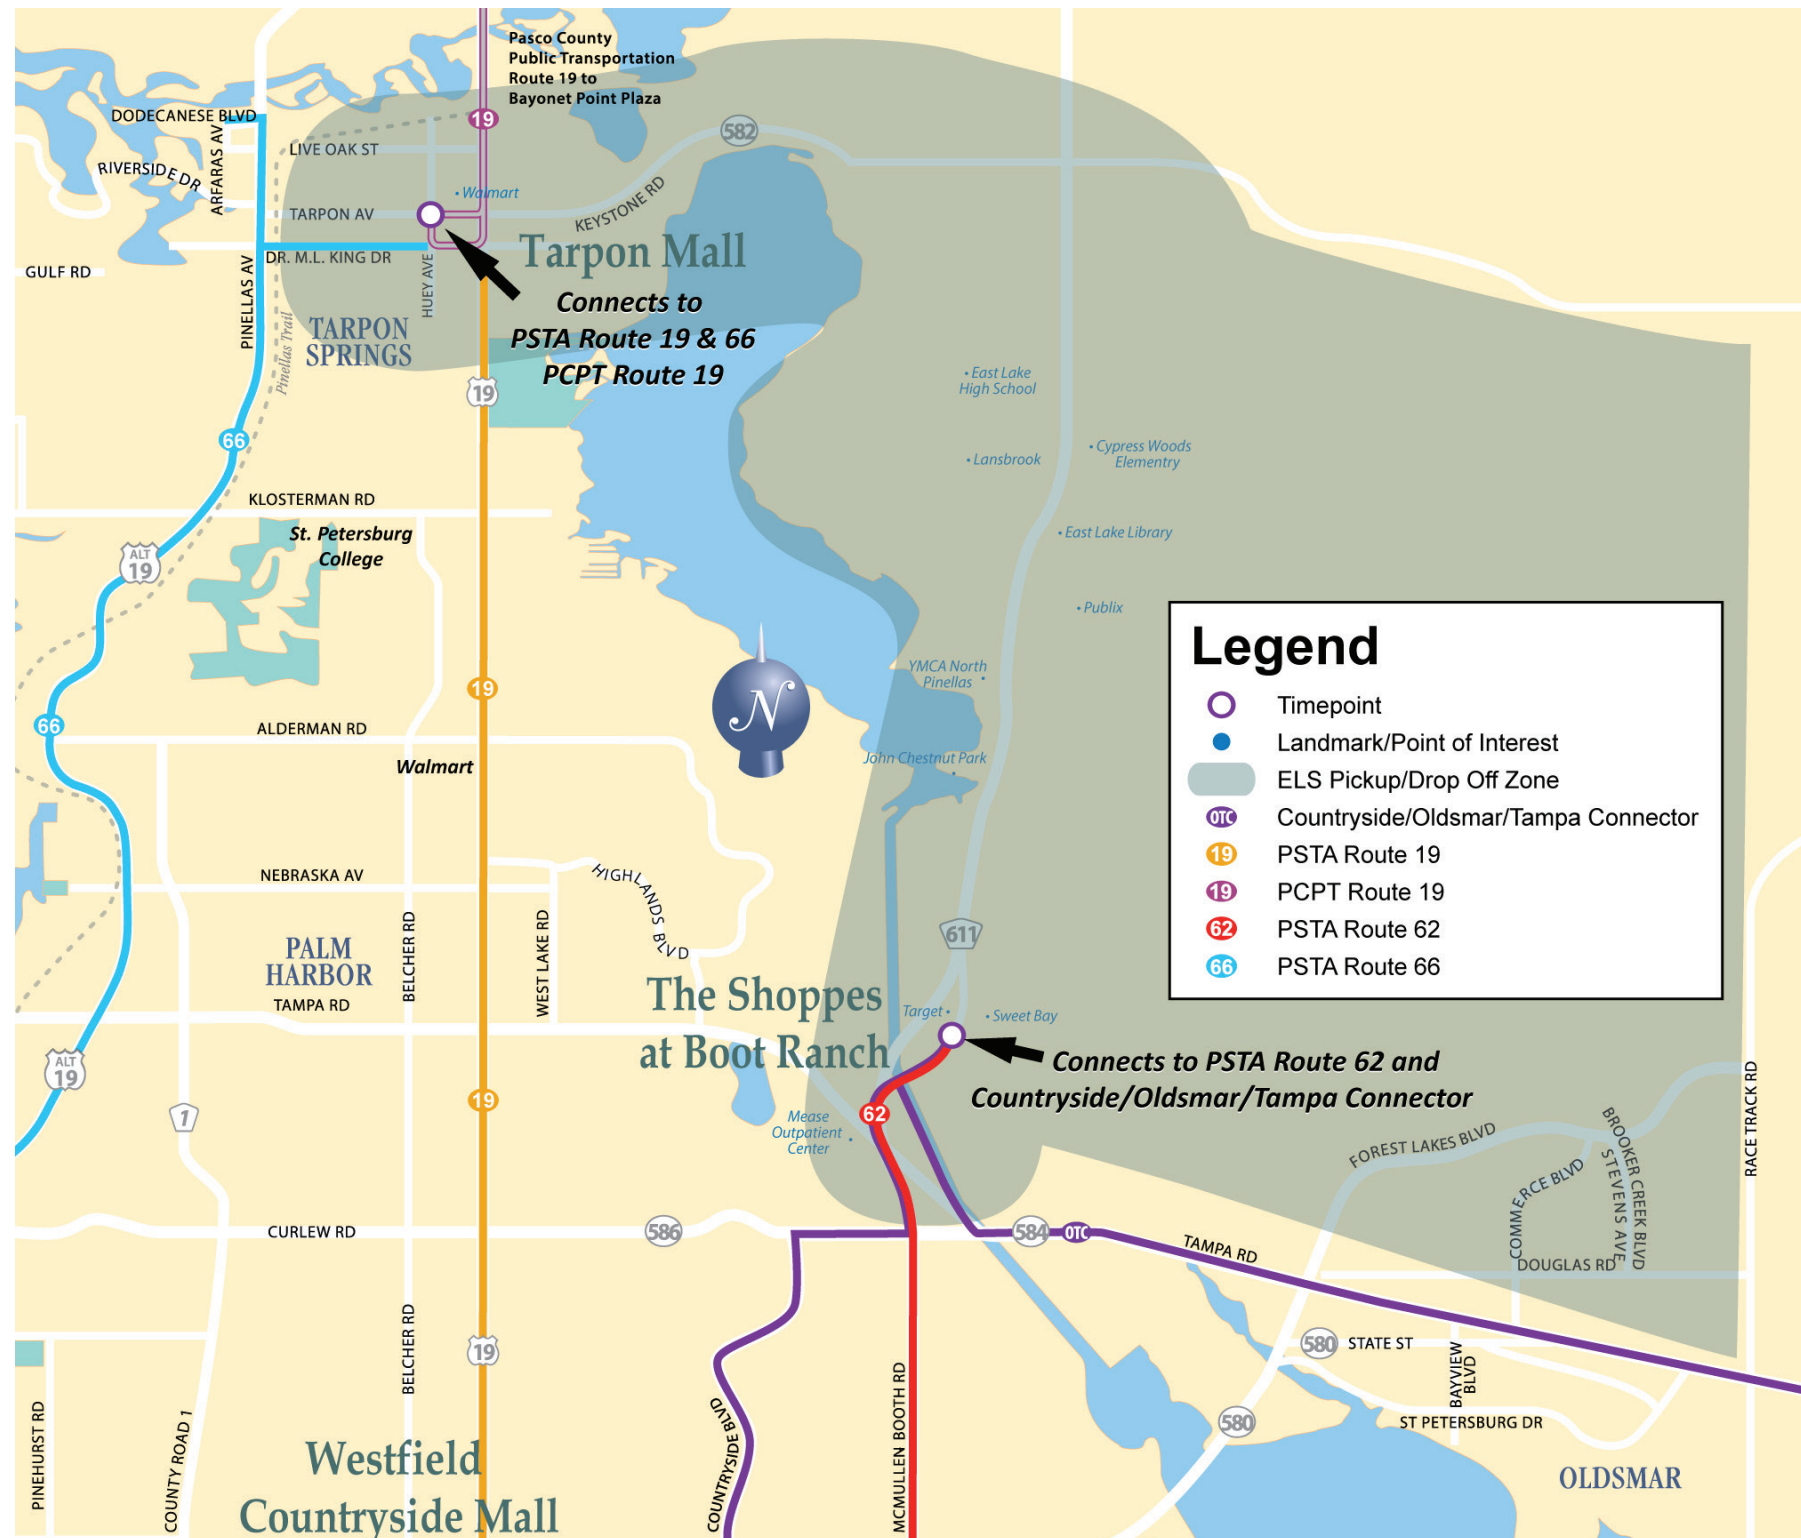 Pasco County
Public Transportation
Route 19 to
Bayonet Point Plaza
DODECANESE BLVD
19
582
ARFARAS AV
LIVE OAK ST
RIVERSIDE DR
• Walmart
KEYSTONE RD
TARPON AV
Tarpon Mall
DR. M.L. KING DR
GULF RD
PINELLAS AV
HUEY AVE
Connects to
PSTA Route 19 & 66
PCPT Route 19
Pinellas Trail
TARPON
SPRINGS
19
• East Lake
High School
66
• Cypress Woods
Elementry
• Lansbrook
KLOSTERMAN RD
St. Petersburg
College
• East Lake Library
ALT
19
• Publix
Legend
Timepoint
Landmark/Point of Interest
ELS Pickup/Drop Off Zone
OTC Countryside/Oldsmar/Tampa Connector
19 PSTA Route 19
19 PCPT Route 19
62 PSTA Route 62
66 PSTA Route 66
YMCA North
Pinellas •
19
N
66
ALDERMAN RD
John Chestnut Park
Walmart
NEBRASKA AV
HIGHLANDS BLVD
BELCHER RD
WEST LAKE RD
611
PALM
HARBOR
The Shoppes
at Boot Ranch
TAMPA RD
Target •
• Sweet Bay
Connects to PSTA Route 62 and
Countryside/Oldsmar/Tampa Connector
ALT
19
19
1
62
Mease
Outpatient
Center
RACE TRACK RD
FOREST LAKES BLVD
BROOKER CREEK BLVD
STEVENS AVE
COMMERCE BLVD
CURLEW RD
586
584
OTC
TAMPA RD
DOUGLAS RD
BELCHER RD
19
580
STATE ST
BAYVIEW
BLVD
PINEHURST RD
COUNTY ROAD 1
COUNTRYSIDE BLVD
MCMULLEN BOOTH RD
580
ST PETERSBURG DR
Westfield
Countryside Mall
OLDSMAR